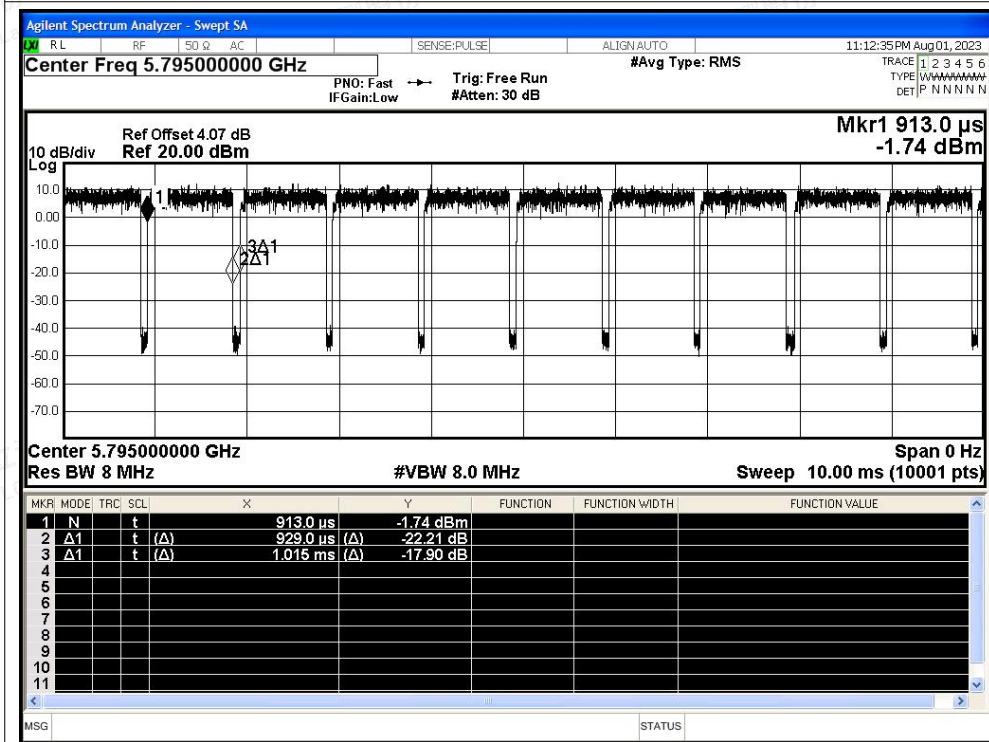 Agilent Spectrum Analyzer - Swept SA
LXI RL RF 50 Ω AC SENSE:PULSE ALIGN AUTO 11:12:35 PM Aug 01, 2023
Center Freq 5.795000000 GHz #Avg Type: RMS TRACE 1 2 3 4 5 6
PNO: Fast Trig: Free Run TYPE W
IFGain:Low #Atten: 30 dB DET P N N N N N
Mkr1 913.0 µs
Ref Offset 4.07 dB
10 dB/div Ref 20.00 dBm -1.74 dBm
Log
10.0
1
0.00
-10.0
3Δ1
2Δ1
-20.0
-30.0
-40.0
-50.0
-60.0
-70.0
Center 5.795000000 GHz Span 0 Hz
Res BW 8 MHz #VBW 8.0 MHz Sweep 10.00 ms (10001 pts)
MKR MODE TRC SCL X Y FUNCTION FUNCTION WIDTH FUNCTION VALUE
1 N t 913.0 µs -1.74 dBm
2 Δ1 t (Δ) 929.0 µs (Δ) -22.21 dB
3 Δ1 t (Δ) 1.015 ms (Δ) -17.90 dB
4
5
6
7
8
9
10
11
MSG STATUS